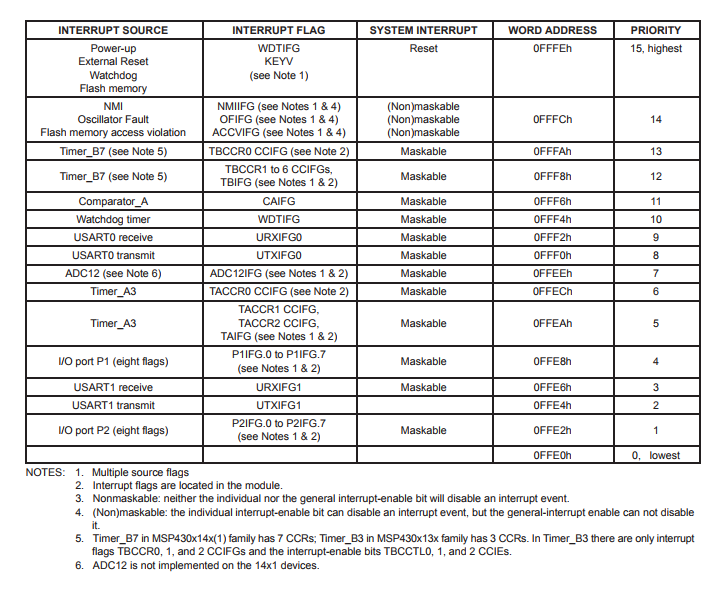 INTERRUPT SOURCE INTERRUPT FLAG SYSTEM INTERRUPT WORD ADDRESS PRIORITY
Power-up WDTIFG Reset 0FFFEh 15, highest
External Reset KEYV
Watchdog (see Note 1)
Flash memory
NMI NMIIFG (see Notes 1 & 4) (Non)maskable
Oscillator Fault OFIFG (see Notes 1 & 4) (Non)maskable 0FFFCh 14
Flash memory access violation ACCVIFG (see Notes 1 & 4) (Non)maskable
Timer_B7 (see Note 5) TBCCR0 CCIFG (see Note 2) Maskable 0FFFAh 13
Timer_B7 (see Note 5) TBCCR1 to 6 CCIFGs, Maskable 0FFF8h 12
TBIFG (see Notes 1 & 2)
Comparator_A CAIFG Maskable 0FFF6h 11
Watchdog timer WDTIFG Maskable 0FFF4h 10
USART0 receive URXIFG0 Maskable 0FFF2h 9
USART0 transmit UTXIFG0 Maskable 0FFF0h 8
ADC12 (see Note 6) ADC12IFG (see Notes 1 & 2) Maskable 0FFEEh 7
Timer_A3 TACCR0 CCIFG (see Note 2) Maskable 0FFECh 6
TACCR1 CCIFG,
Timer_A3 TACCR2 CCIFG, Maskable 0FFEAh 5
TAIFG (see Notes 1 & 2)
I/O port P1 (eight flags) P1IFG.0 to P1IFG.7 Maskable 0FFE8h 4
(see Notes 1 & 2)
USART1 receive URXIFG1 Maskable 0FFE6h 3
USART1 transmit UTXIFG1 0FFE4h 2
I/O port P2 (eight flags) P2IFG.0 to P2IFG.7 Maskable 0FFE2h 1
(see Notes 1 & 2)
0FFE0h 0, lowest
NOTES: 1. Multiple source flags
2. Interrupt flags are located in the module.
3. Nonmaskable: neither the individual nor the general interrupt-enable bit will disable an interrupt event.
4. (Non)maskable: the individual interrupt-enable bit can disable an interrupt event, but the general-interrupt enable can not disable
it.
5. Timer_B7 in MSP430x14x(1) family has 7 CCRs; Timer_B3 in MSP430x13x family has 3 CCRs. In Timer_B3 there are only interrupt
flags TBCCR0, 1, and 2 CCIFGs and the interrupt-enable bits TBCCTL0, 1, and 2 CCIEs.
6. ADC12 is not implemented on the 14x1 devices.